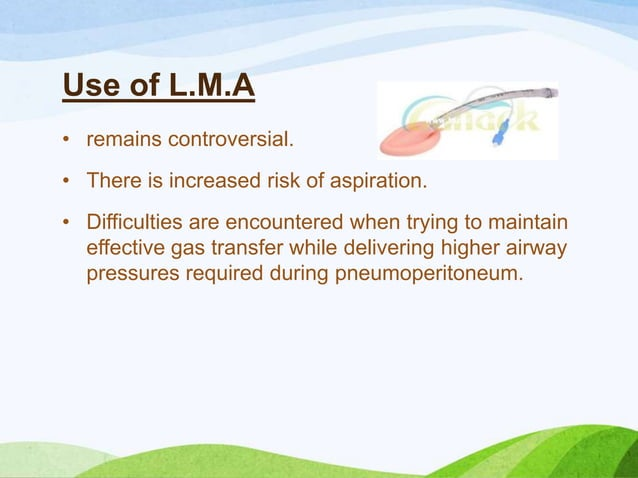 Use of L.M.A
• remains controversial.
• There is increased risk of aspiration.
• Difficulties are encountered when trying to maintain
effective gas transfer while delivering higher airway
pressures required during pneumoperitoneum.